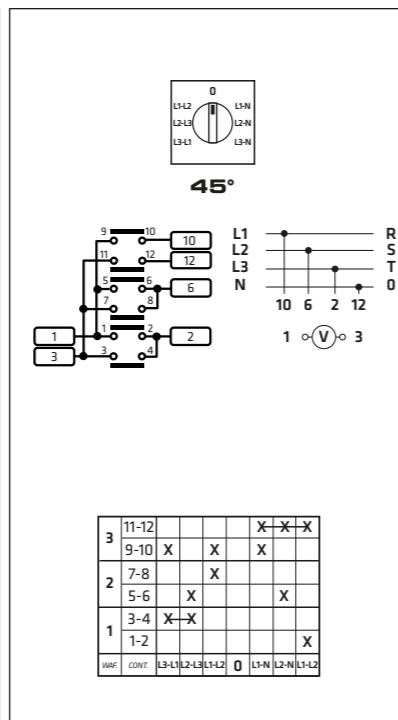 0
L1-L2 L1-N
L2-L3 L2-N
L3-L1 L3-N
45°
9 10 10
11 12 12
5 6 6
7 8
1 1 2 2
3 3 4
L1 R
L2 S
L3 T
N 0
10 6 2 12
1 V 3
3 11-12 X X X
9-10 X X X
2 7-8 X
5-6 X X
1 3-4 X X
1-2 X
WAF. CONT. L3-L1 L2-L3 L1-L2 0 L1-N L2-N L1-L2